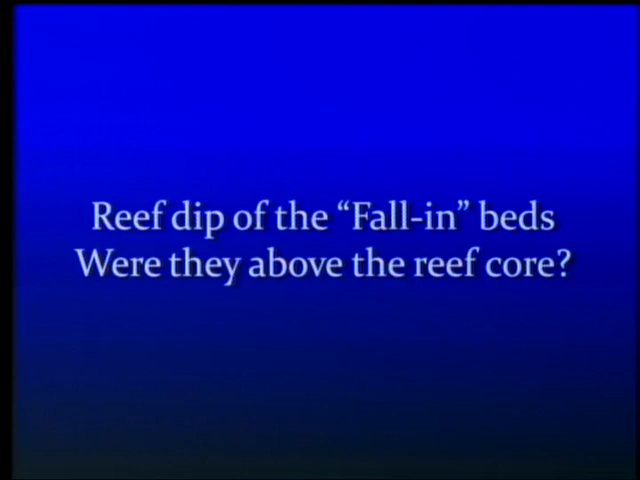 Reef dip of the “Fall-in” beds
Were they above the reef core?